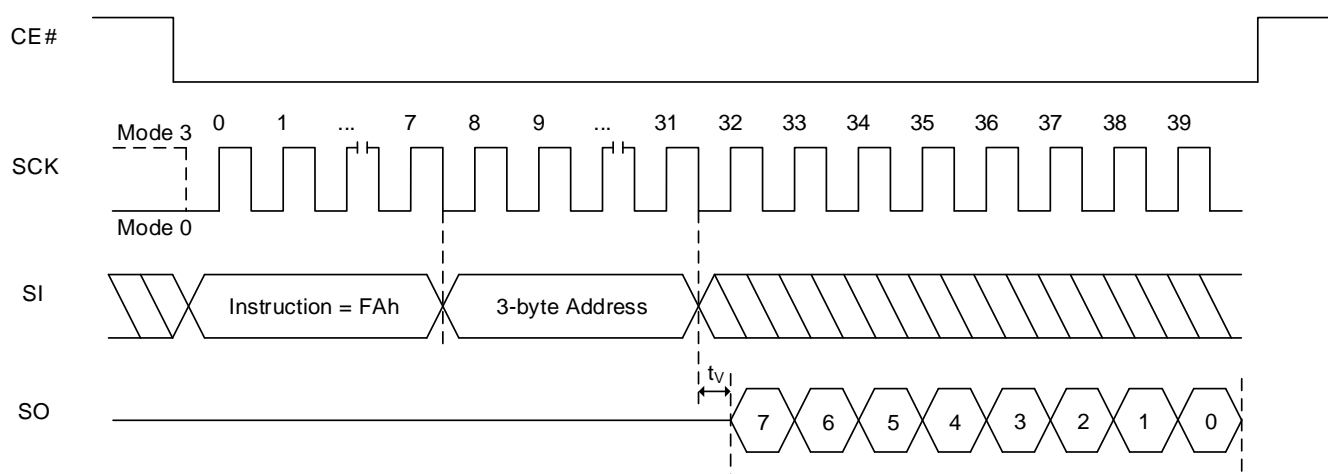 CE#
0 1 ... 7 8 9 ... 31 32 33 34 35 36 37 38 39
Mode 3
SCK
Mode 0
SI
Instruction = FAh
3-byte Address
tV
SO
7 6 5 4 3 2 1 0